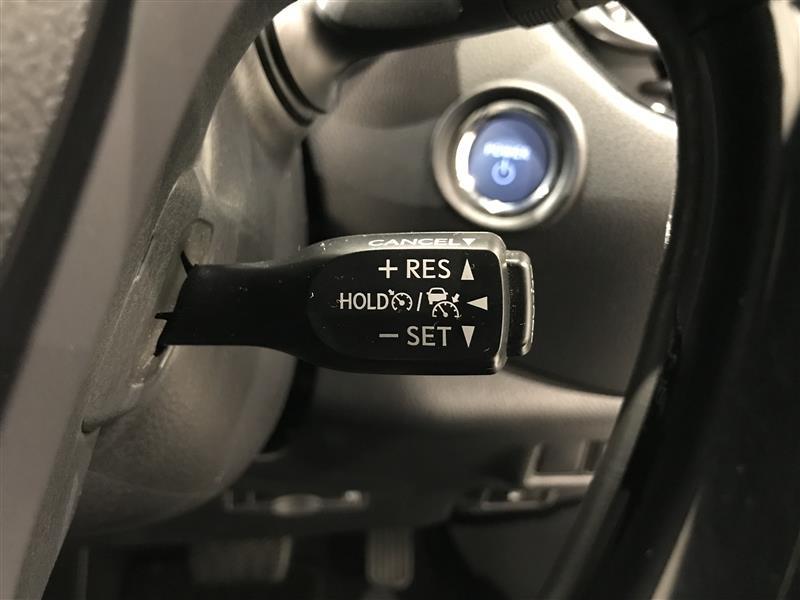 POWER
CANCEL▼
+ RES ▲
HOLD / ◄
− SET ▼